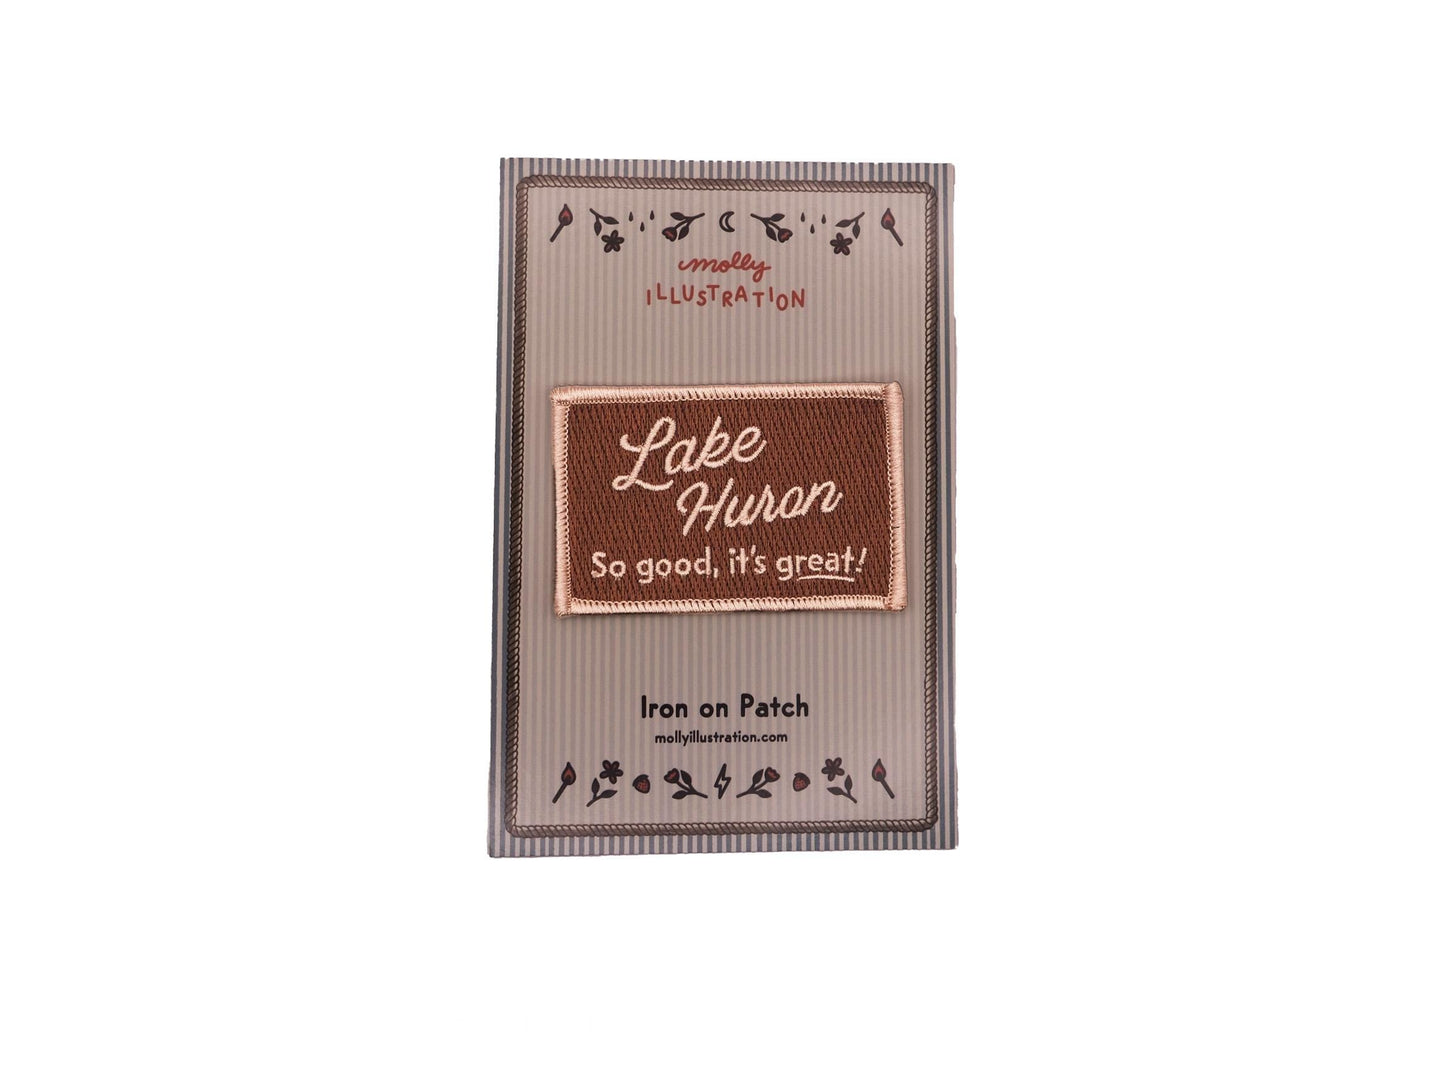 molly
ILLUSTRATION
Lake
Huron
So good, it's great!
Iron on Patch
mollyillustration.com